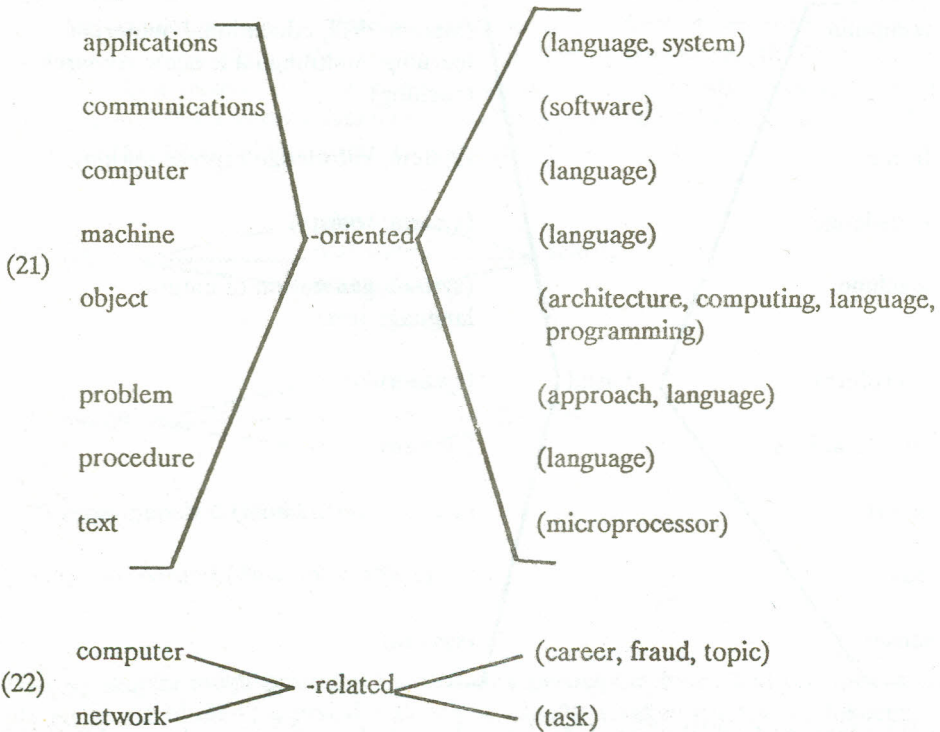 applications (language, system)
communications (software)
computer (language)
machine -oriented (language)
(21)
object (architecture, computing, language,
programming)
problem (approach, language)
procedure (language)
text (microprocessor)
computer (career, fraud, topic)
(22) -related
network (task)